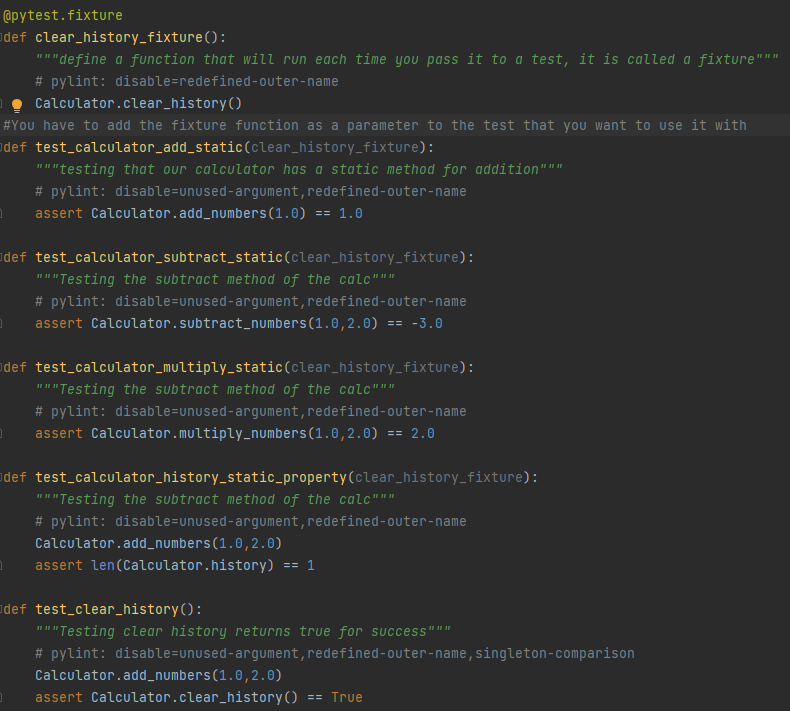 @pytest.fixture
def clear_history_fixture():
    """define a function that will run each time you pass it to a test, it is called a fixture"""
    # pylint: disable=redefined-outer-name
    Calculator.clear_history()
#You have to add the fixture function as a parameter to the test that you want to use it with
def test_calculator_add_static(clear_history_fixture):
    """testing that our calculator has a static method for addition"""
    # pylint: disable=unused-argument,redefined-outer-name
    assert Calculator.add_numbers(1.0) == 1.0

def test_calculator_subtract_static(clear_history_fixture):
    """Testing the subtract method of the calc"""
    # pylint: disable=unused-argument,redefined-outer-name
    assert Calculator.subtract_numbers(1.0,2.0) == -3.0

def test_calculator_multiply_static(clear_history_fixture):
    """Testing the subtract method of the calc"""
    # pylint: disable=unused-argument,redefined-outer-name
    assert Calculator.multiply_numbers(1.0,2.0) == 2.0

def test_calculator_history_static_property(clear_history_fixture):
    """Testing the subtract method of the calc"""
    # pylint: disable=unused-argument,redefined-outer-name
    Calculator.add_numbers(1.0,2.0)
    assert len(Calculator.history) == 1

def test_clear_history():
    """Testing clear history returns true for success"""
    # pylint: disable=unused-argument,redefined-outer-name,singleton-comparison
    Calculator.add_numbers(1.0,2.0)
    assert Calculator.clear_history() == True